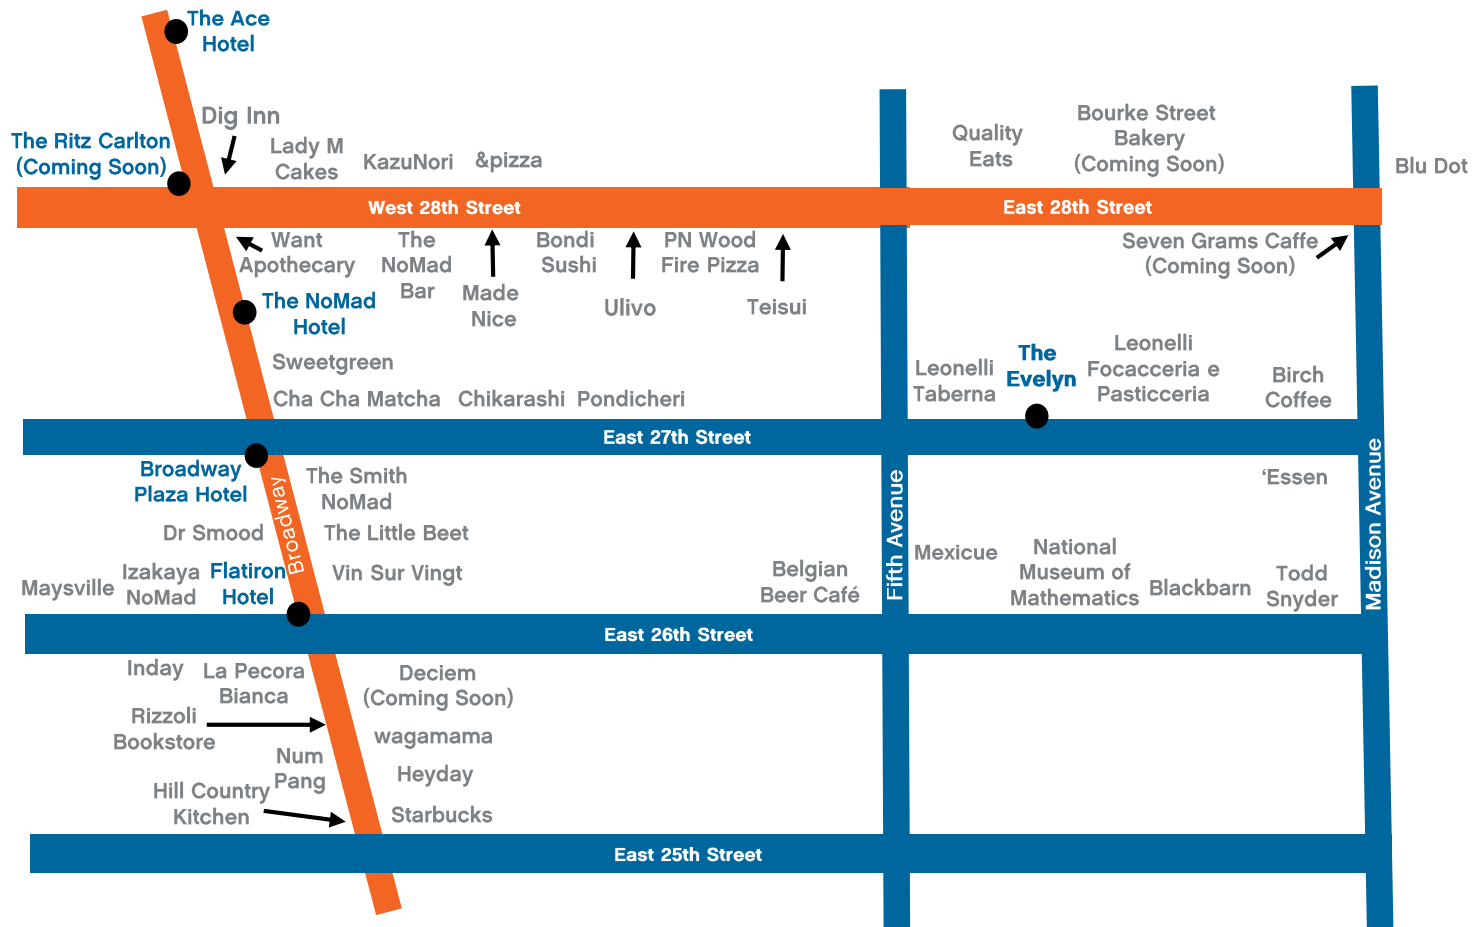 The Ace
Hotel
Dig Inn
The Ritz Carlton
(Coming Soon)
Lady M
Cakes
KazuNori
&pizza
Quality
Eats
Bourke Street
Bakery
(Coming Soon)
Blu Dot
West 28th Street
East 28th Street
Want
Apothecary
The
NoMad
Bar
Made
Nice
Bondi
Sushi
Ulivo
PN Wood
Fire Pizza
Teisui
Seven Grams Caffe
(Coming Soon)
The NoMad
Hotel
Sweetgreen
Cha Cha Matcha
Chikarashi
Pondicheri
Leonelli
Taberna
The
Evelyn
Leonelli
Focacceria e
Pasticceria
Birch
Coffee
East 27th Street
Broadway
Plaza Hotel
Broadway
The Smith
NoMad
Dr Smood
The Little Beet
Maysville
Izakaya
NoMad
Flatiron
Hotel
Vin Sur Vingt
Belgian
Beer Café
Fifth Avenue
Mexicue
National
Museum of
Mathematics
Blackbarn
‘Essen
Todd
Snyder
Madison Avenue
East 26th Street
Inday
La Pecora
Bianca
Deciem
(Coming Soon)
Rizzoli
Bookstore
wagamama
Num
Pang
Heyday
Hill Country
Kitchen
Starbucks
East 25th Street